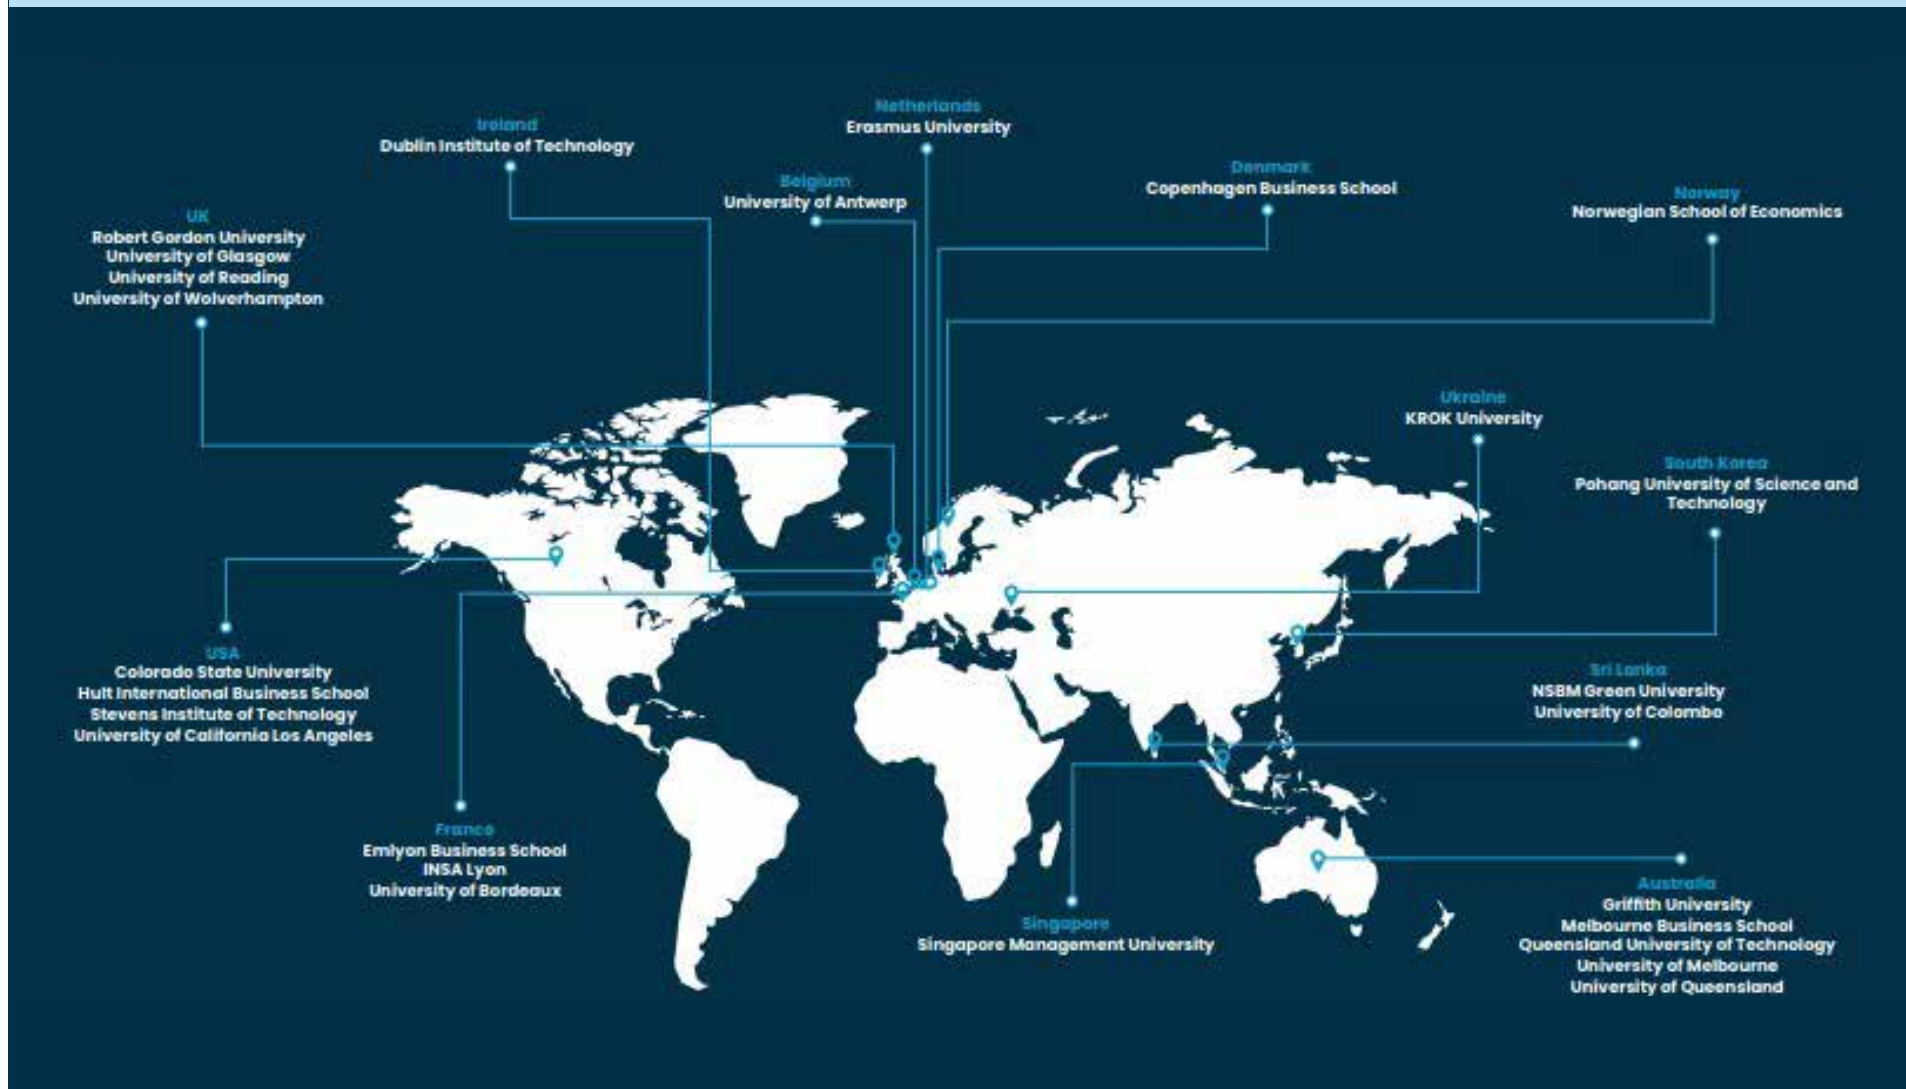 Netherlands
Erasmus University
Ireland
Dublin Institute of Technology
Belgium
University of Antwerp
Denmark
Copenhagen Business School
Norway
Norwegian School of Economics
UK
Robert Gordon University
University of Glasgow
University of Reading
University of Wolverhampton
Ukraine
KROK University
South Korea
Pohang University of Science and
Technology
USA
Colorado State University
Hult International Business School
Stevens Institute of Technology
University of California Los Angeles
Sri Lanka
NSBM Green University
University of Colombo
France
Emlyon Business School
INSA Lyon
University of Bordeaux
Singapore
Singapore Management University
Australia
Griffith University
Melbourne Business School
Queensland University of Technology
University of Melbourne
University of Queensland